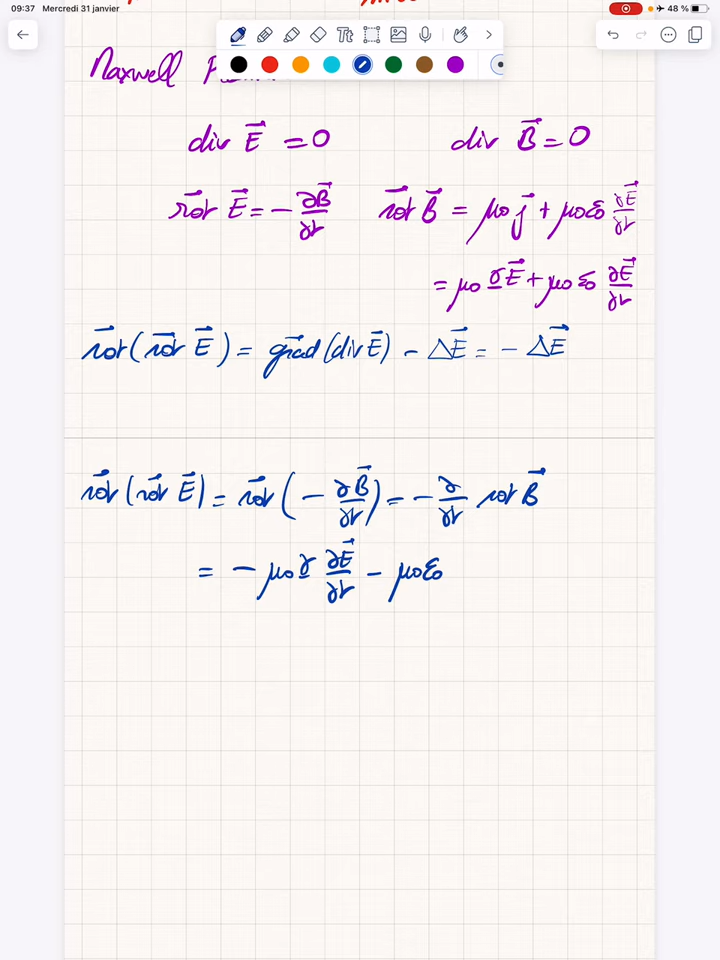 09:37 Mercredi 31 janvier
48 %
Tt
Maxwell
div E⃗ = 0
div B⃗ = 0
rot⃗ E⃗ = - ∂B⃗/∂t
rot⃗ B⃗ = μ₀ j⃗ + μ₀ε₀ ∂E⃗/∂t
= μ₀ γ̲ E⃗ + μ₀ ε₀ ∂E⃗/∂t
rot⃗ (rot⃗ E⃗) = grad⃗ (div E⃗) - ΔE⃗ = - ΔE⃗
rot⃗ (rot⃗ E⃗) = rot⃗ (- ∂B⃗/∂t) = - ∂/∂t rot B⃗
= - μ₀ γ̲ ∂E⃗/∂t - μ₀ε₀